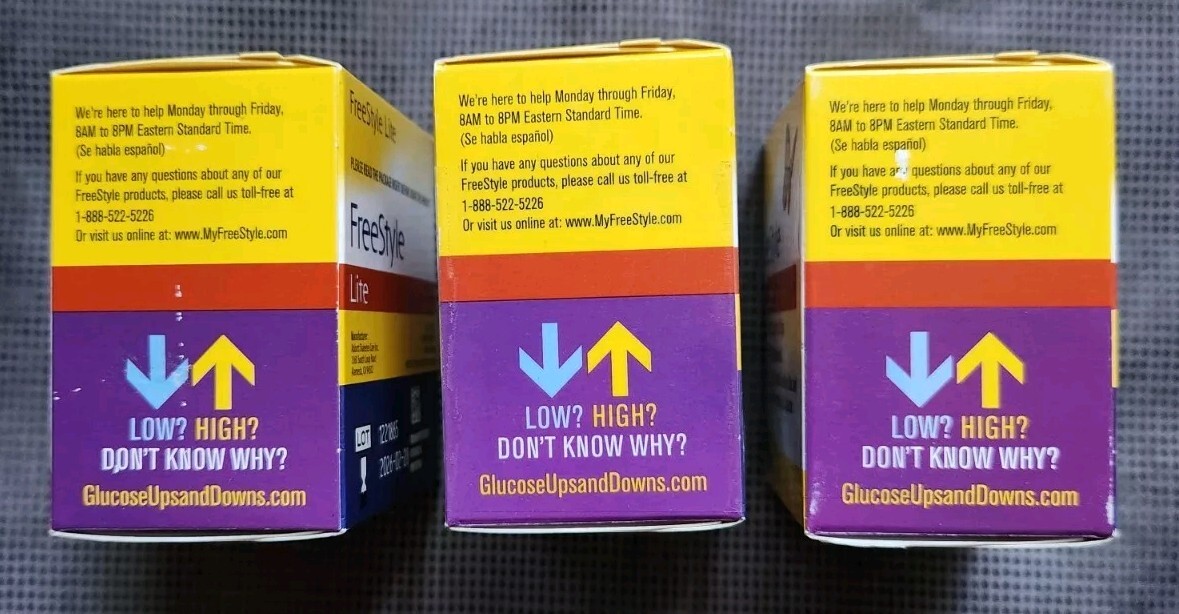 We're here to help Monday through Friday,
8AM to 8PM Eastern Standard Time.
(Se habla español)
If you have any questions about any of our
FreeStyle products, please call us toll-free at
1-888-522-5226
Or visit us online at: www.MyFreeStyle.com
LOW? HIGH?
DON'T KNOW WHY?
GlucoseUpsandDowns.com
FreeStyle Lite
FreeStyle
Lite
LOT
We're here to help Monday through Friday,
8AM to 8PM Eastern Standard Time.
(Se habla español)
If you have any questions about any of our
FreeStyle products, please call us toll-free at
1-888-522-5226
Or visit us online at: www.MyFreeStyle.com
LOW? HIGH?
DON'T KNOW WHY?
GlucoseUpsandDowns.com
We're here to help Monday through Friday,
8AM to 8PM Eastern Standard Time.
(Se habla español)
If you have any questions about any of our
FreeStyle products, please call us toll-free at
1-888-522-5226
Or visit us online at: www.MyFreeStyle.com
LOW? HIGH?
DON'T KNOW WHY?
GlucoseUpsandDowns.com